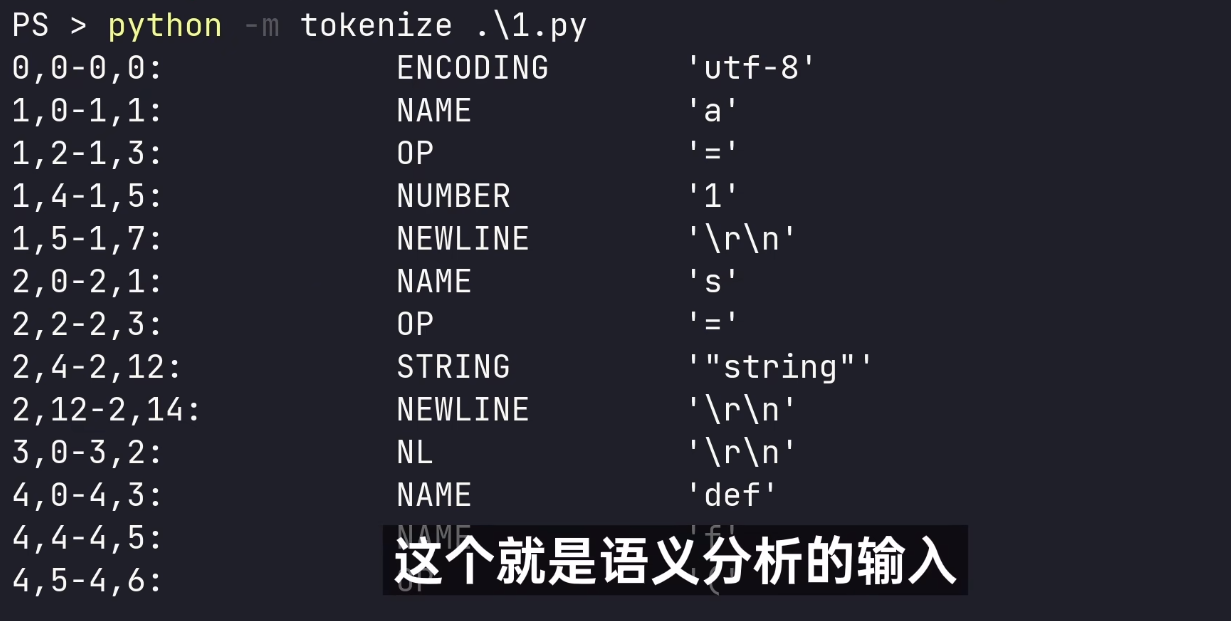 PS > python -m tokenize .\1.py
0,0-0,0: ENCODING 'utf-8'
1,0-1,1: NAME 'a'
1,2-1,3: OP '='
1,4-1,5: NUMBER '1'
1,5-1,7: NEWLINE '\r\n'
2,0-2,1: NAME 's'
2,2-2,3: OP '='
2,4-2,12: STRING '"string"'
2,12-2,14: NEWLINE '\r\n'
3,0-3,2: NL '\r\n'
4,0-4,3: NAME 'def'
4,4-4,5: NAME 'f'
4,5-4,6: OP '('
这个就是语义分析的输入